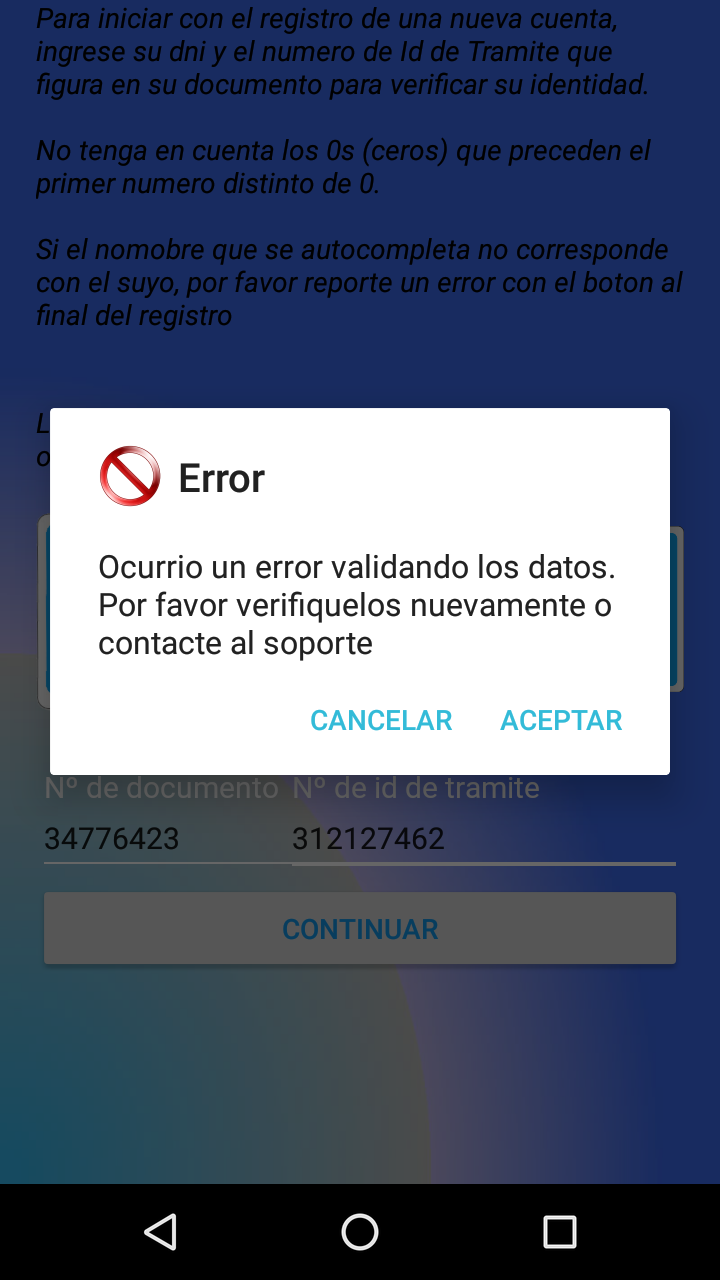 Para iniciar con el registro de una nueva cuenta,
ingrese su dni y el numero de Id de Tramite que
figura en su documento para verificar su identidad.
No tenga en cuenta los 0s (ceros) que preceden el
primer numero distinto de 0.
Si el nomobre que se autocompleta no corresponde
con el suyo, por favor reporte un error con el boton al
final del registro
Error
Ocurrio un error validando los datos.
Por favor verifiquelos nuevamente o
contacte al soporte
CANCELAR ACEPTAR
Nº de documento Nº de id de tramite
34776423 312127462
CONTINUAR